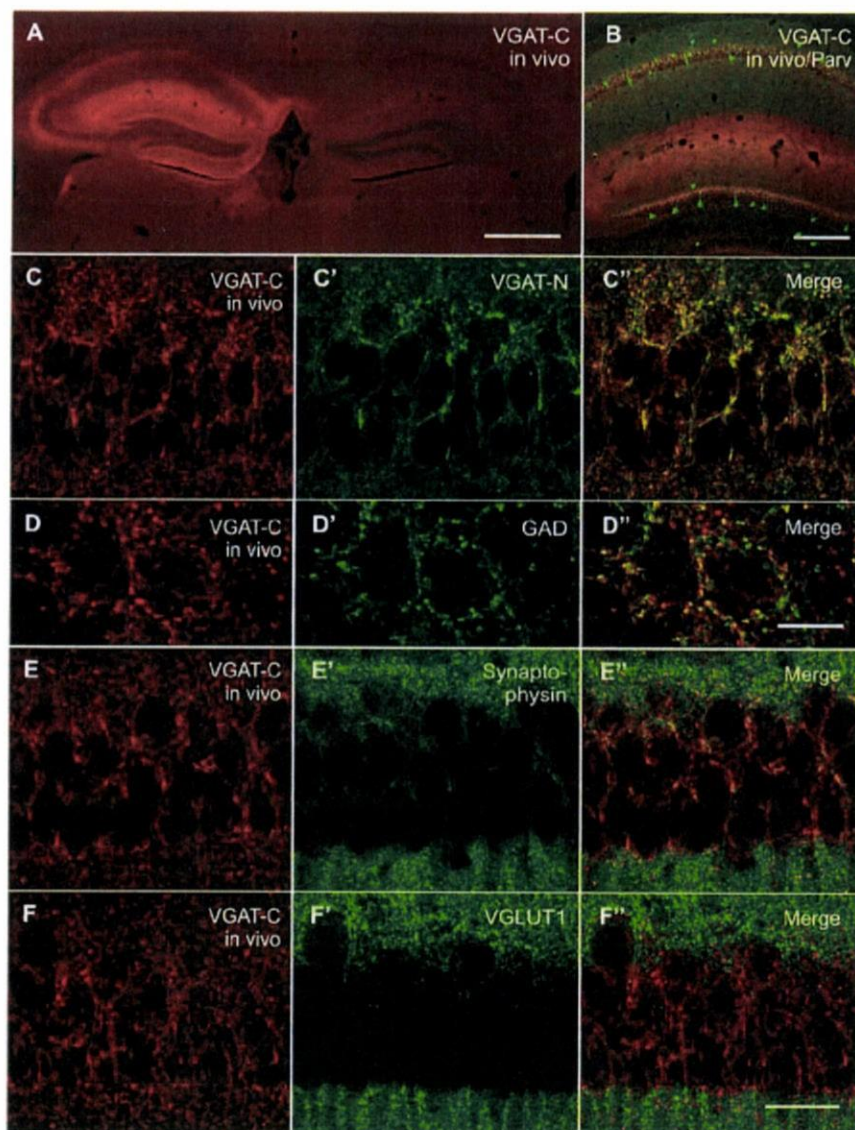 A
VGAT-C
in vivo
B
VGAT-C
in vivo/Parv
C
VGAT-C
in vivo
C'
VGAT-N
C"
Merge
D
VGAT-C
in vivo
D'
GAD
D"
Merge
E
VGAT-C
in vivo
E'
Synapto-
physin
E"
Merge
F
VGAT-C
in vivo
F'
VGLUT1
F"
Merge